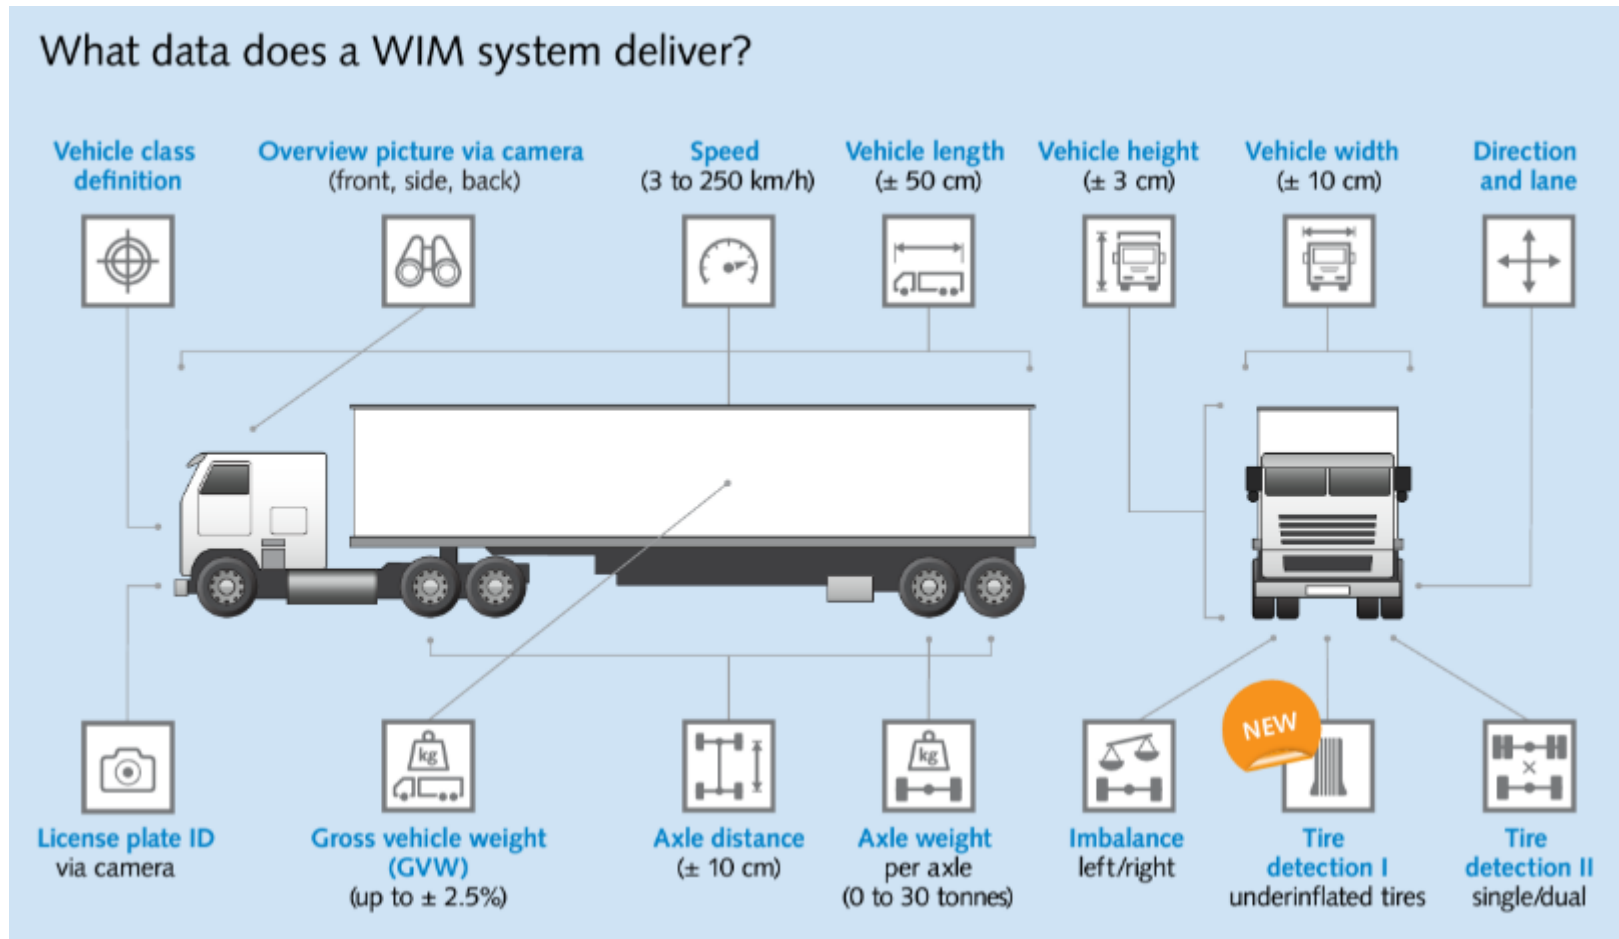 What data does a WIM system deliver?
Vehicle class
definition
Overview picture via camera
(front, side, back)
Speed
(3 to 250 km/h)
Vehicle length
(± 50 cm)
Vehicle height
(± 3 cm)
Vehicle width
(± 10 cm)
Direction
and lane
kg
kg
NEW
License plate ID
via camera
Gross vehicle weight
(GVW)
(up to ± 2.5%)
Axle distance
(± 10 cm)
Axle weight
per axle
(0 to 30 tonnes)
Imbalance
left/right
Tire
detection I
underinflated tires
Tire
detection II
single/dual